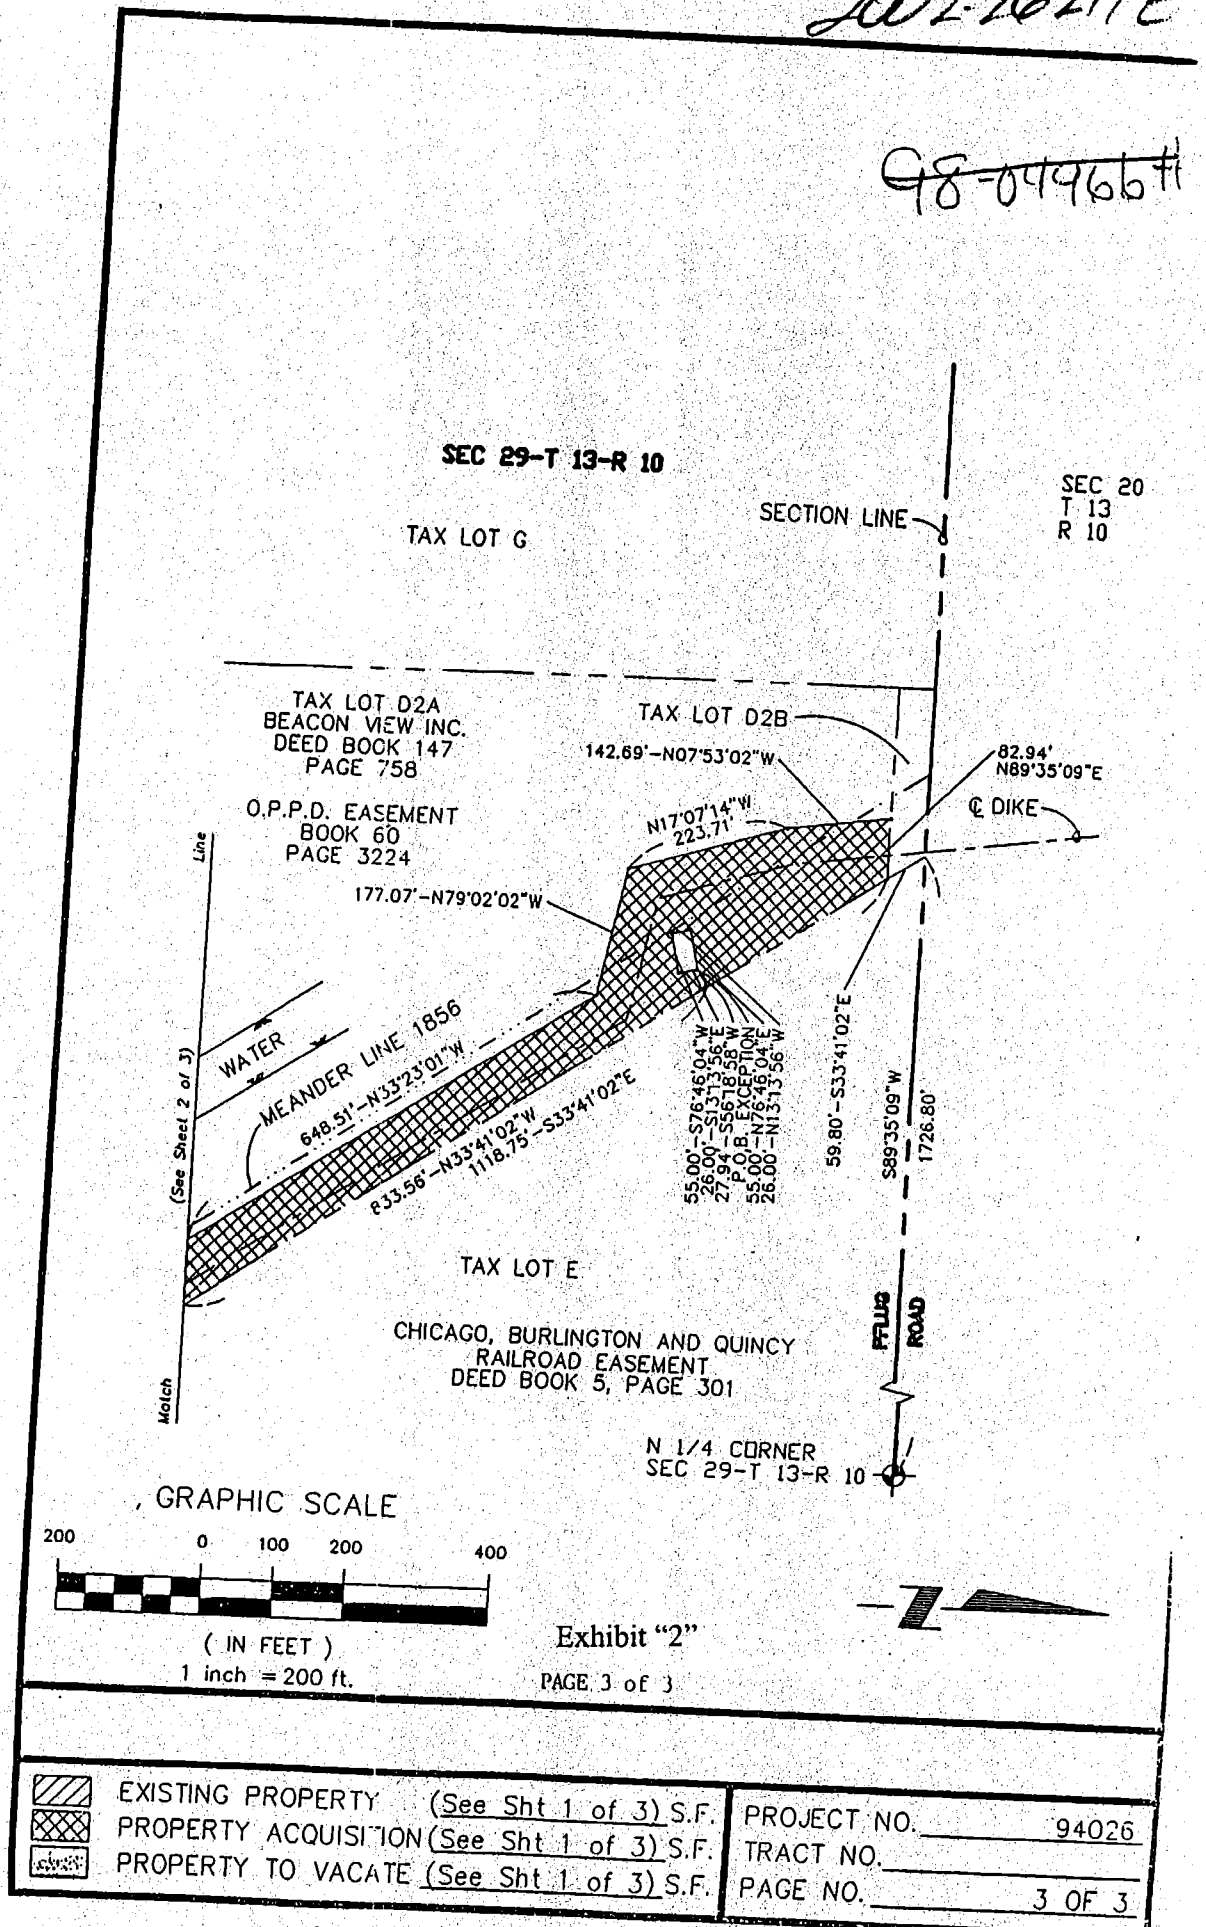 98-04966 H
SEC 29-T 13-R 10
SEC 20
T 13
R 10
SECTION LINE
TAX LOT G
TAX LOT D2A
BEACON VIEW INC.
DEED BOOK 147
PAGE 758
TAX LOT D2B
142.69'-N07°53'02"W
82.94'
N89°35'09"E
O.P.P.D. EASEMENT
BOOK 60
PAGE 3224
N17°07'14"W
223.71'
℄ DIKE
177.07'-N79°02'02"W
Line
(See Sheet 2 of 3)
Match
WATER
MEANDER LINE 1856
648.51'-N33°23'01"W
833.56'-N33°41'02"W
1118.75'-S33°41'02"E
55.00'-S76°46'04"W
26.00'-S13°13'56"E
27.94'-S56°18'58"W
P.O.B. EXCEPTION
55.00'-N76°46'04"E
26.00'-N13°13'56"W
59.80'-S33°41'02"E
S89°35'09"W
1726.80'
TAX LOT E
CHICAGO, BURLINGTON AND QUINCY
RAILROAD EASEMENT
DEED BOOK 5, PAGE 301
PFLUG
ROAD
N 1/4 CORNER
SEC 29-T 13-R 10
GRAPHIC SCALE
200 0 100 200 400
( IN FEET )
1 inch = 200 ft.
Z
Exhibit “2”
PAGE 3 of 3
EXISTING PROPERTY (See Sht 1 of 3) S.F.
PROPERTY ACQUISITION (See Sht 1 of 3) S.F.
PROPERTY TO VACATE (See Sht 1 of 3) S.F.
PROJECT NO. 94026
TRACT NO.
PAGE NO. 3 OF 3